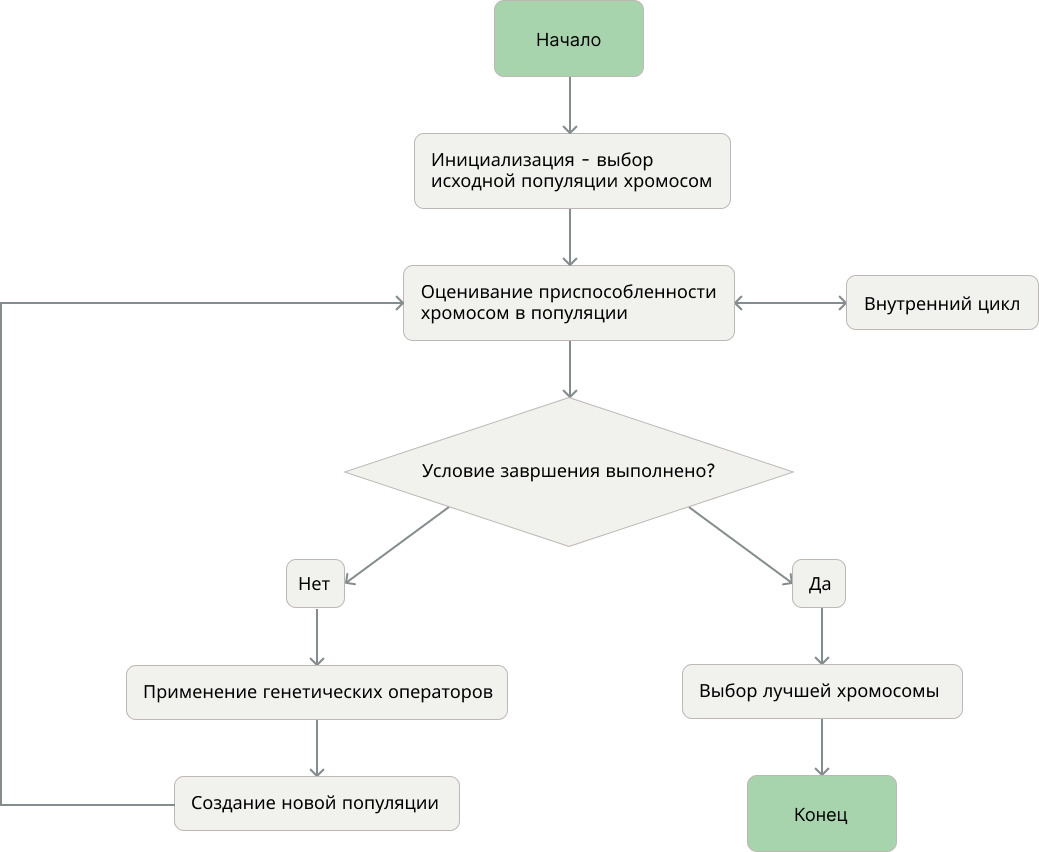 Начало
Инициализация - выбор
исходной популяции хромосом
Оценивание приспособленности
хромосом в популяции
Внутренний цикл
Условие завршения выполнено?
Нет
Да
Применение генетических операторов
Выбор лучшей хромосомы
Создание новой популяции
Конец